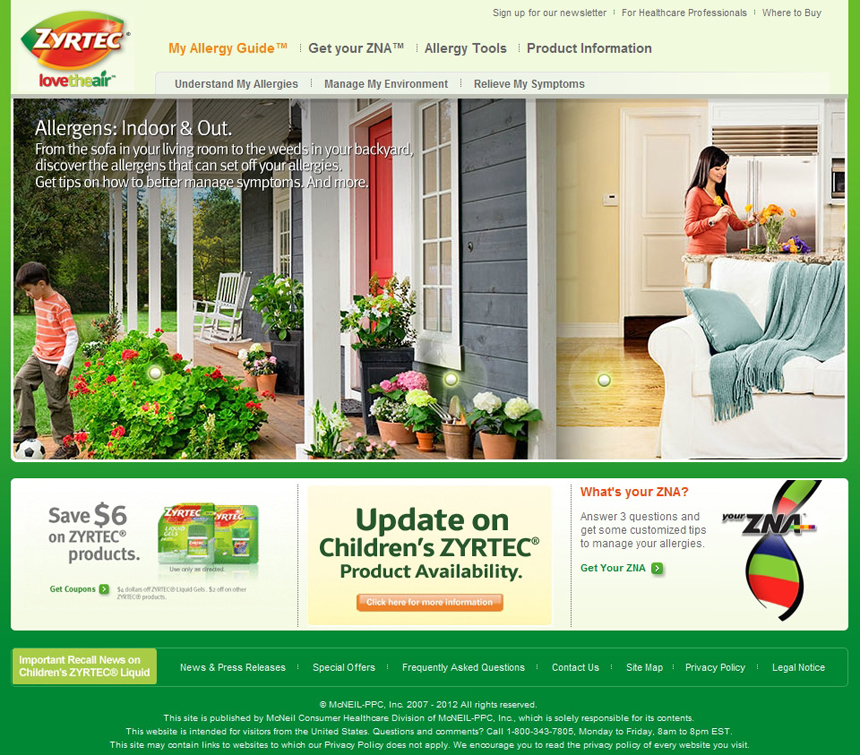 Sign up for our newsletter
For Healthcare Professionals
Where to Buy
ZYRTEC®
lovetheair™
My Allergy Guide™
Get your ZNA™
Allergy Tools
Product Information
Understand My Allergies
Manage My Environment
Relieve My Symptoms
Allergens: Indoor & Out.
From the sofa in your living room to the weeds in your backyard,
discover the allergens that can set off your allergies.
Get tips on how to better manage symptoms. And more.
Save $6
on ZYRTEC®
products.
ZYRTEC
LIQUID
GELS
ZYRTEC
Use only as directed.
Get Coupons
$4 dollars off ZYRTEC® Liquid Gels . $2 off on other
ZYRTEC® products.
Update on
Children's ZYRTEC®
Product Availability.
Click here for more information
What's your ZNA?
Answer 3 questions and
get some customized tips
to manage your allergies.
Get Your ZNA
your ZNA
Important Recall News on
Children's ZYRTEC® Liquid
News & Press Releases
Special Offers
Frequently Asked Questions
Contact Us
Site Map
Privacy Policy
Legal Notice
© McNEIL-PPC, Inc. 2007 - 2012 All rights reserved.
This site is published by McNeil Consumer Healthcare Division of McNEIL-PPC, Inc., which is solely responsible for its contents.
This website is intended for visitors from the United States. Questions and comments? Call 1-800-343-7805, Monday to Friday, 8am to 8pm EST.
This site may contain links to websites to which our Privacy Policy does not apply. We encourage you to read the privacy policy of every website you visit.